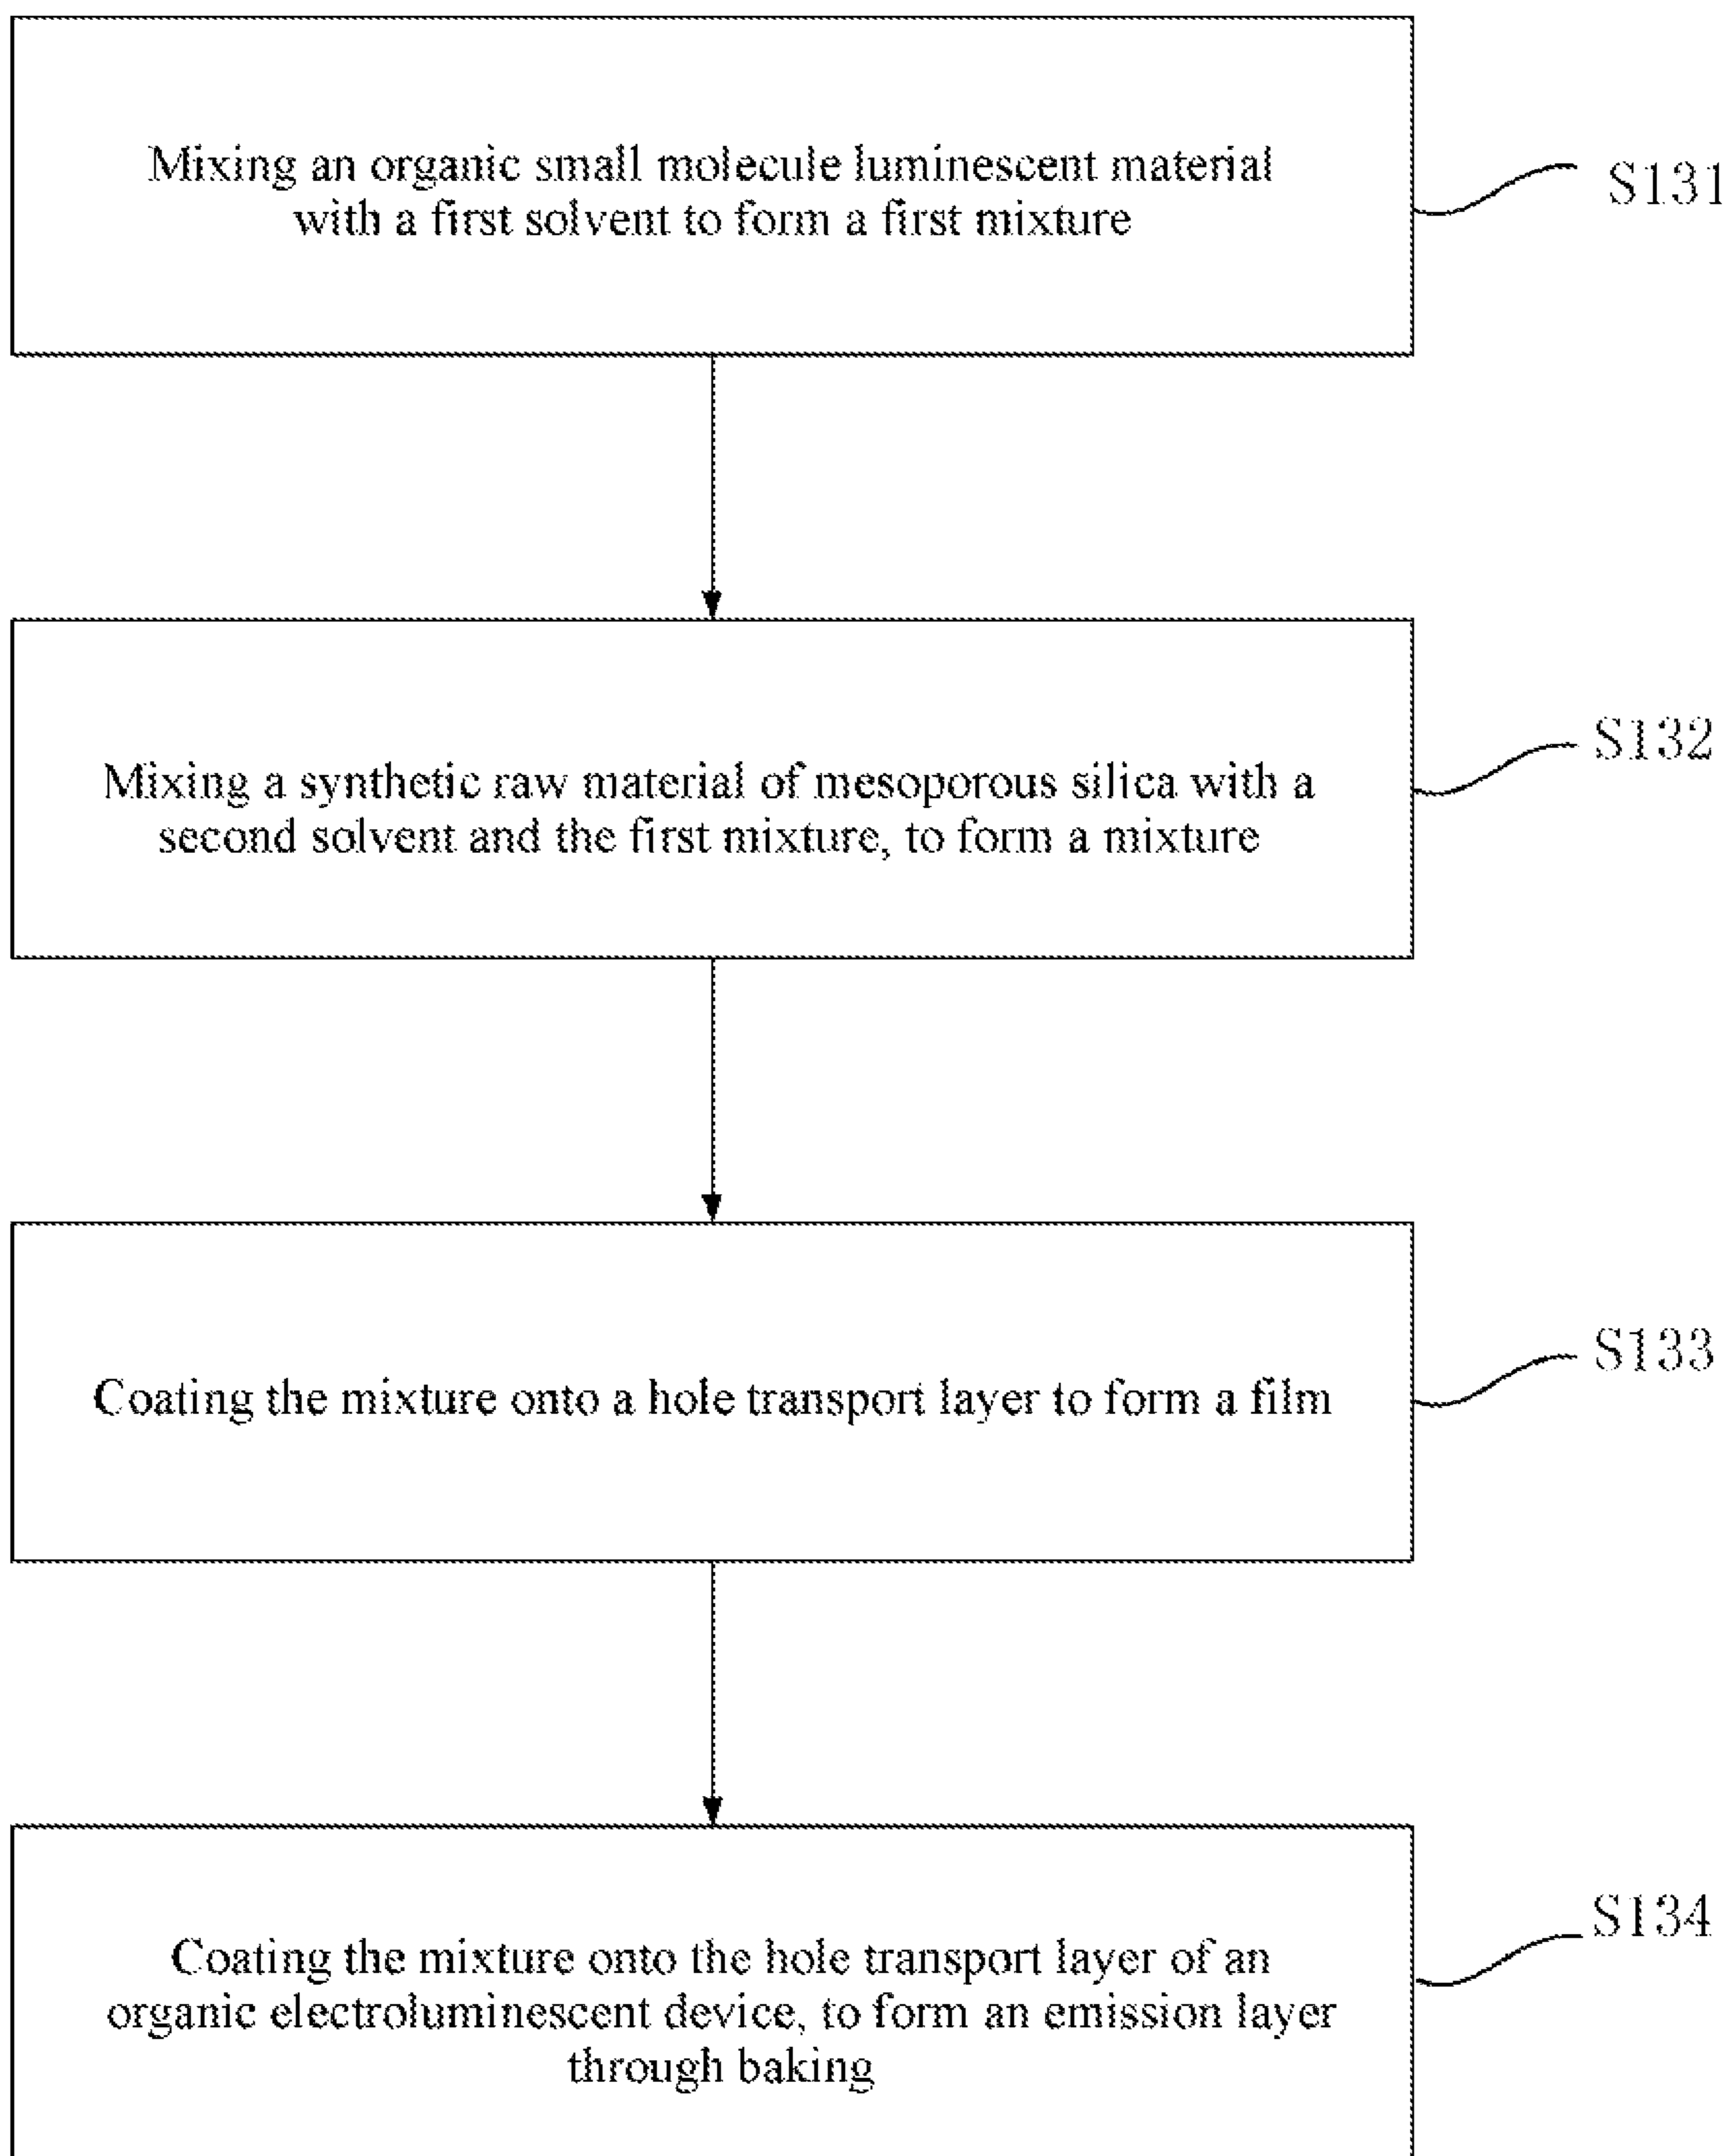 Mixing an organic small molecule luminescent material
with a first solvent to form a first mixture
S131
Mixing a synthetic raw material of mesoporous silica with a
second solvent and the first mixture, to form a mixture
S132
Coating the mixture onto a hole transport layer to form a film
S133
Coating the mixture onto the hole transport layer of an
organic electroluminescent device, to form an emission layer
through baking
S134